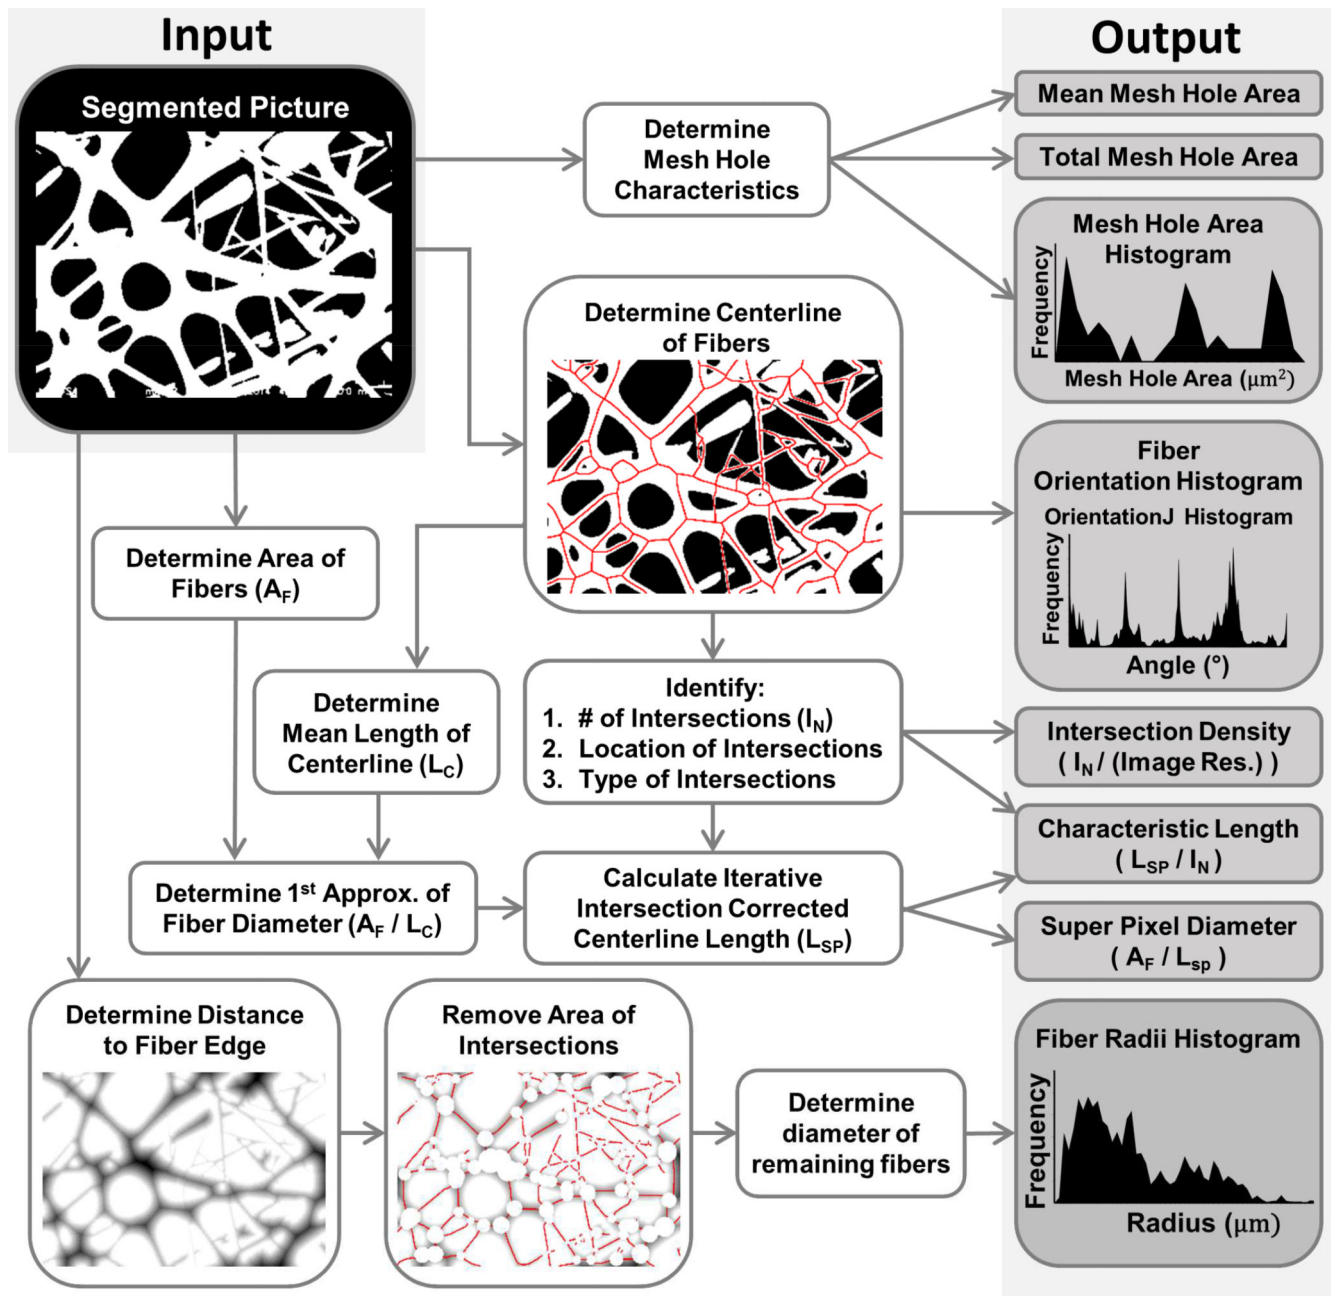 Input
Output
Segmented Picture
Determine
Mesh Hole
Characteristics
Mean Mesh Hole Area
Total Mesh Hole Area
Mesh Hole Area
Histogram
Frequency
Mesh Hole Area (μm²)
Determine Centerline
of Fibers
Fiber
Orientation Histogram
OrientationJ Histogram
Frequency
Angle (°)
Determine Area of
Fibers (A_F)
Determine
Mean Length of
Centerline (L_C)
Identify:
1. # of Intersections (I_N)
2. Location of Intersections
3. Type of Intersections
Intersection Density
( I_N / (Image Res.) )
Characteristic Length
( L_SP / I_N )
Determine 1st Approx. of
Fiber Diameter (A_F / L_C)
Calculate Iterative
Intersection Corrected
Centerline Length (L_SP)
Super Pixel Diameter
( A_F / L_sp )
Determine Distance
to Fiber Edge
Remove Area of
Intersections
Determine
diameter of
remaining fibers
Fiber Radii Histogram
Frequency
Radius (μm)